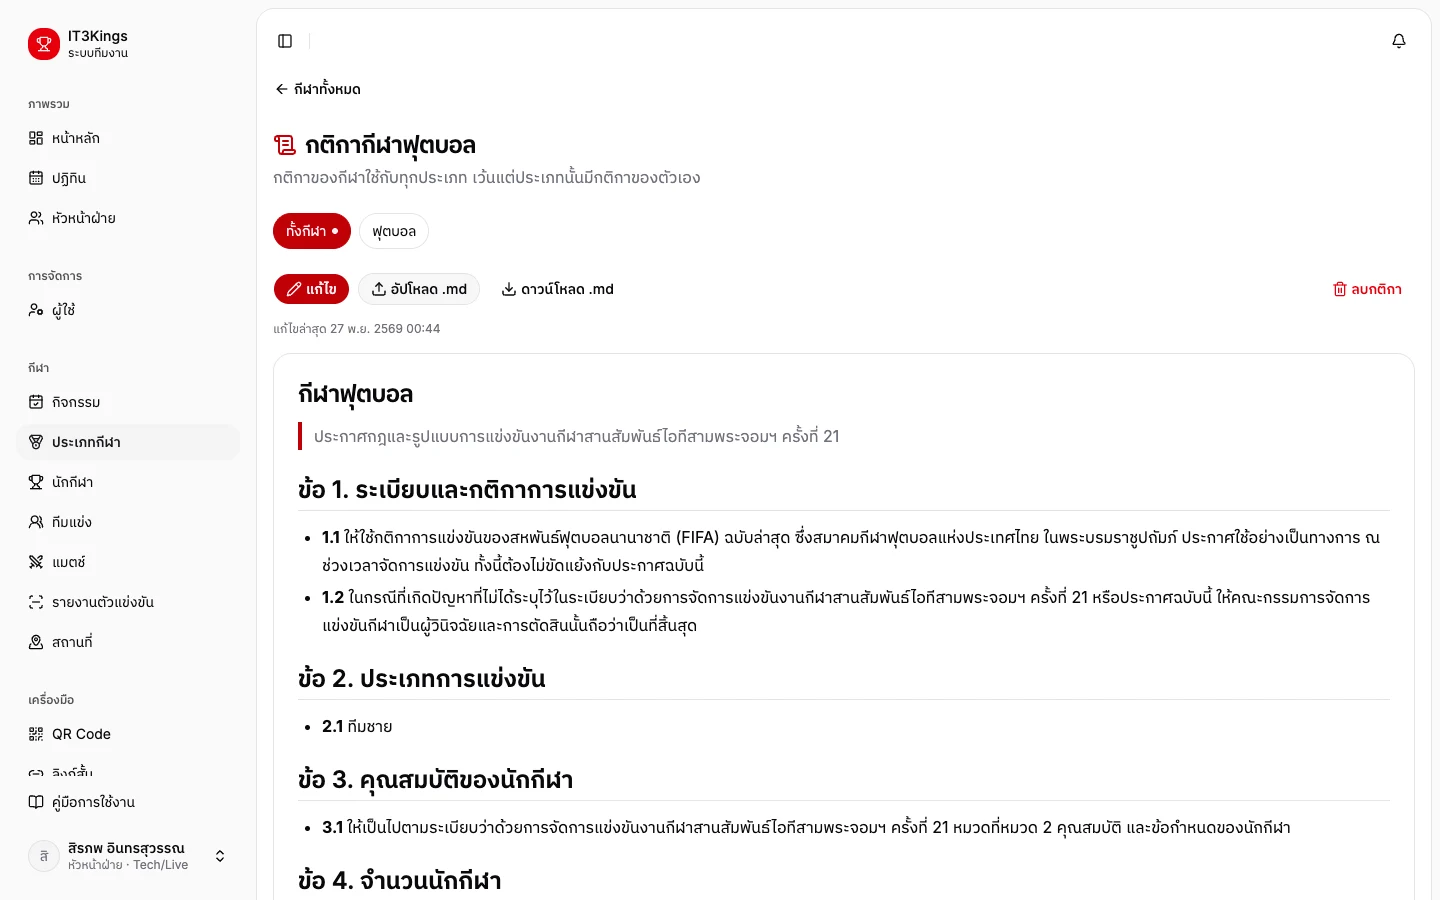 IT3Kings
ระบบทีมงาน
ภาพรวม
หน้าหลัก
ปฏิทิน
หัวหน้าฝ่าย
การจัดการ
ผู้ใช้
กีฬา
กิจกรรม
ประเภทกีฬา
นักกีฬา
ทีมแข่ง
แมตช์
รายงานตัวแข่งขัน
สถานที่
เครื่องมือ
QR Code
ลิงก์สั้น
คู่มือการใช้งาน
สิ
สิรภพ อินทรสุวรรณ
หัวหน้าฝ่าย · Tech/Live
กีฬาทั้งหมด
กติกากีฬาฟุตบอล
กติกาของกีฬาใช้กับทุกประเภท เว้นแต่ประเภทนั้นมีกติกาของตัวเอง
ทั้งกีฬา •
ฟุตบอล
แก้ไข
อัปโหลด .md
ดาวน์โหลด .md
ลบกติกา
แก้ไขล่าสุด 27 พ.ย. 2569 00:44
กีฬาฟุตบอล
ประกาศกฎและรูปแบบการแข่งขันงานกีฬาสานสัมพันธ์ไอทีสามพระจอมฯ ครั้งที่ 21
ข้อ 1. ระเบียบและกติกาการแข่งขัน
• 1.1 ให้ใช้กติกาการแข่งขันของสหพันธ์ฟุตบอลนานาชาติ (FIFA) ฉบับล่าสุด ซึ่งสมาคมกีฬาฟุตบอลแห่งประเทศไทย ในพระบรมราชูปถัมภ์ ประกาศใช้อย่างเป็นทางการ ณ
ช่วงเวลาจัดการแข่งขัน ทั้งนี้ต้องไม่ขัดแย้งกับประกาศฉบับนี้
• 1.2 ในกรณีที่เกิดปัญหาที่ไม่ได้ระบุไว้ในระเบียบว่าด้วยการจัดการแข่งขันงานกีฬาสานสัมพันธ์ไอทีสามพระจอมฯ ครั้งที่ 21 หรือประกาศฉบับนี้ ให้คณะกรรมการจัดการ
แข่งขันกีฬาเป็นผู้วินิจฉัยและการตัดสินนั้นถือว่าเป็นที่สิ้นสุด
ข้อ 2. ประเภทการแข่งขัน
• 2.1 ทีมชาย
ข้อ 3. คุณสมบัติของนักกีฬา
• 3.1 ให้เป็นไปตามระเบียบว่าด้วยการจัดการแข่งขันงานกีฬาสานสัมพันธ์ไอทีสามพระจอมฯ ครั้งที่ 21 หมวดที่หมวด 2 คุณสมบัติ และข้อกำหนดของนักกีฬา
ข้อ 4. จำนวนนักกีฬา